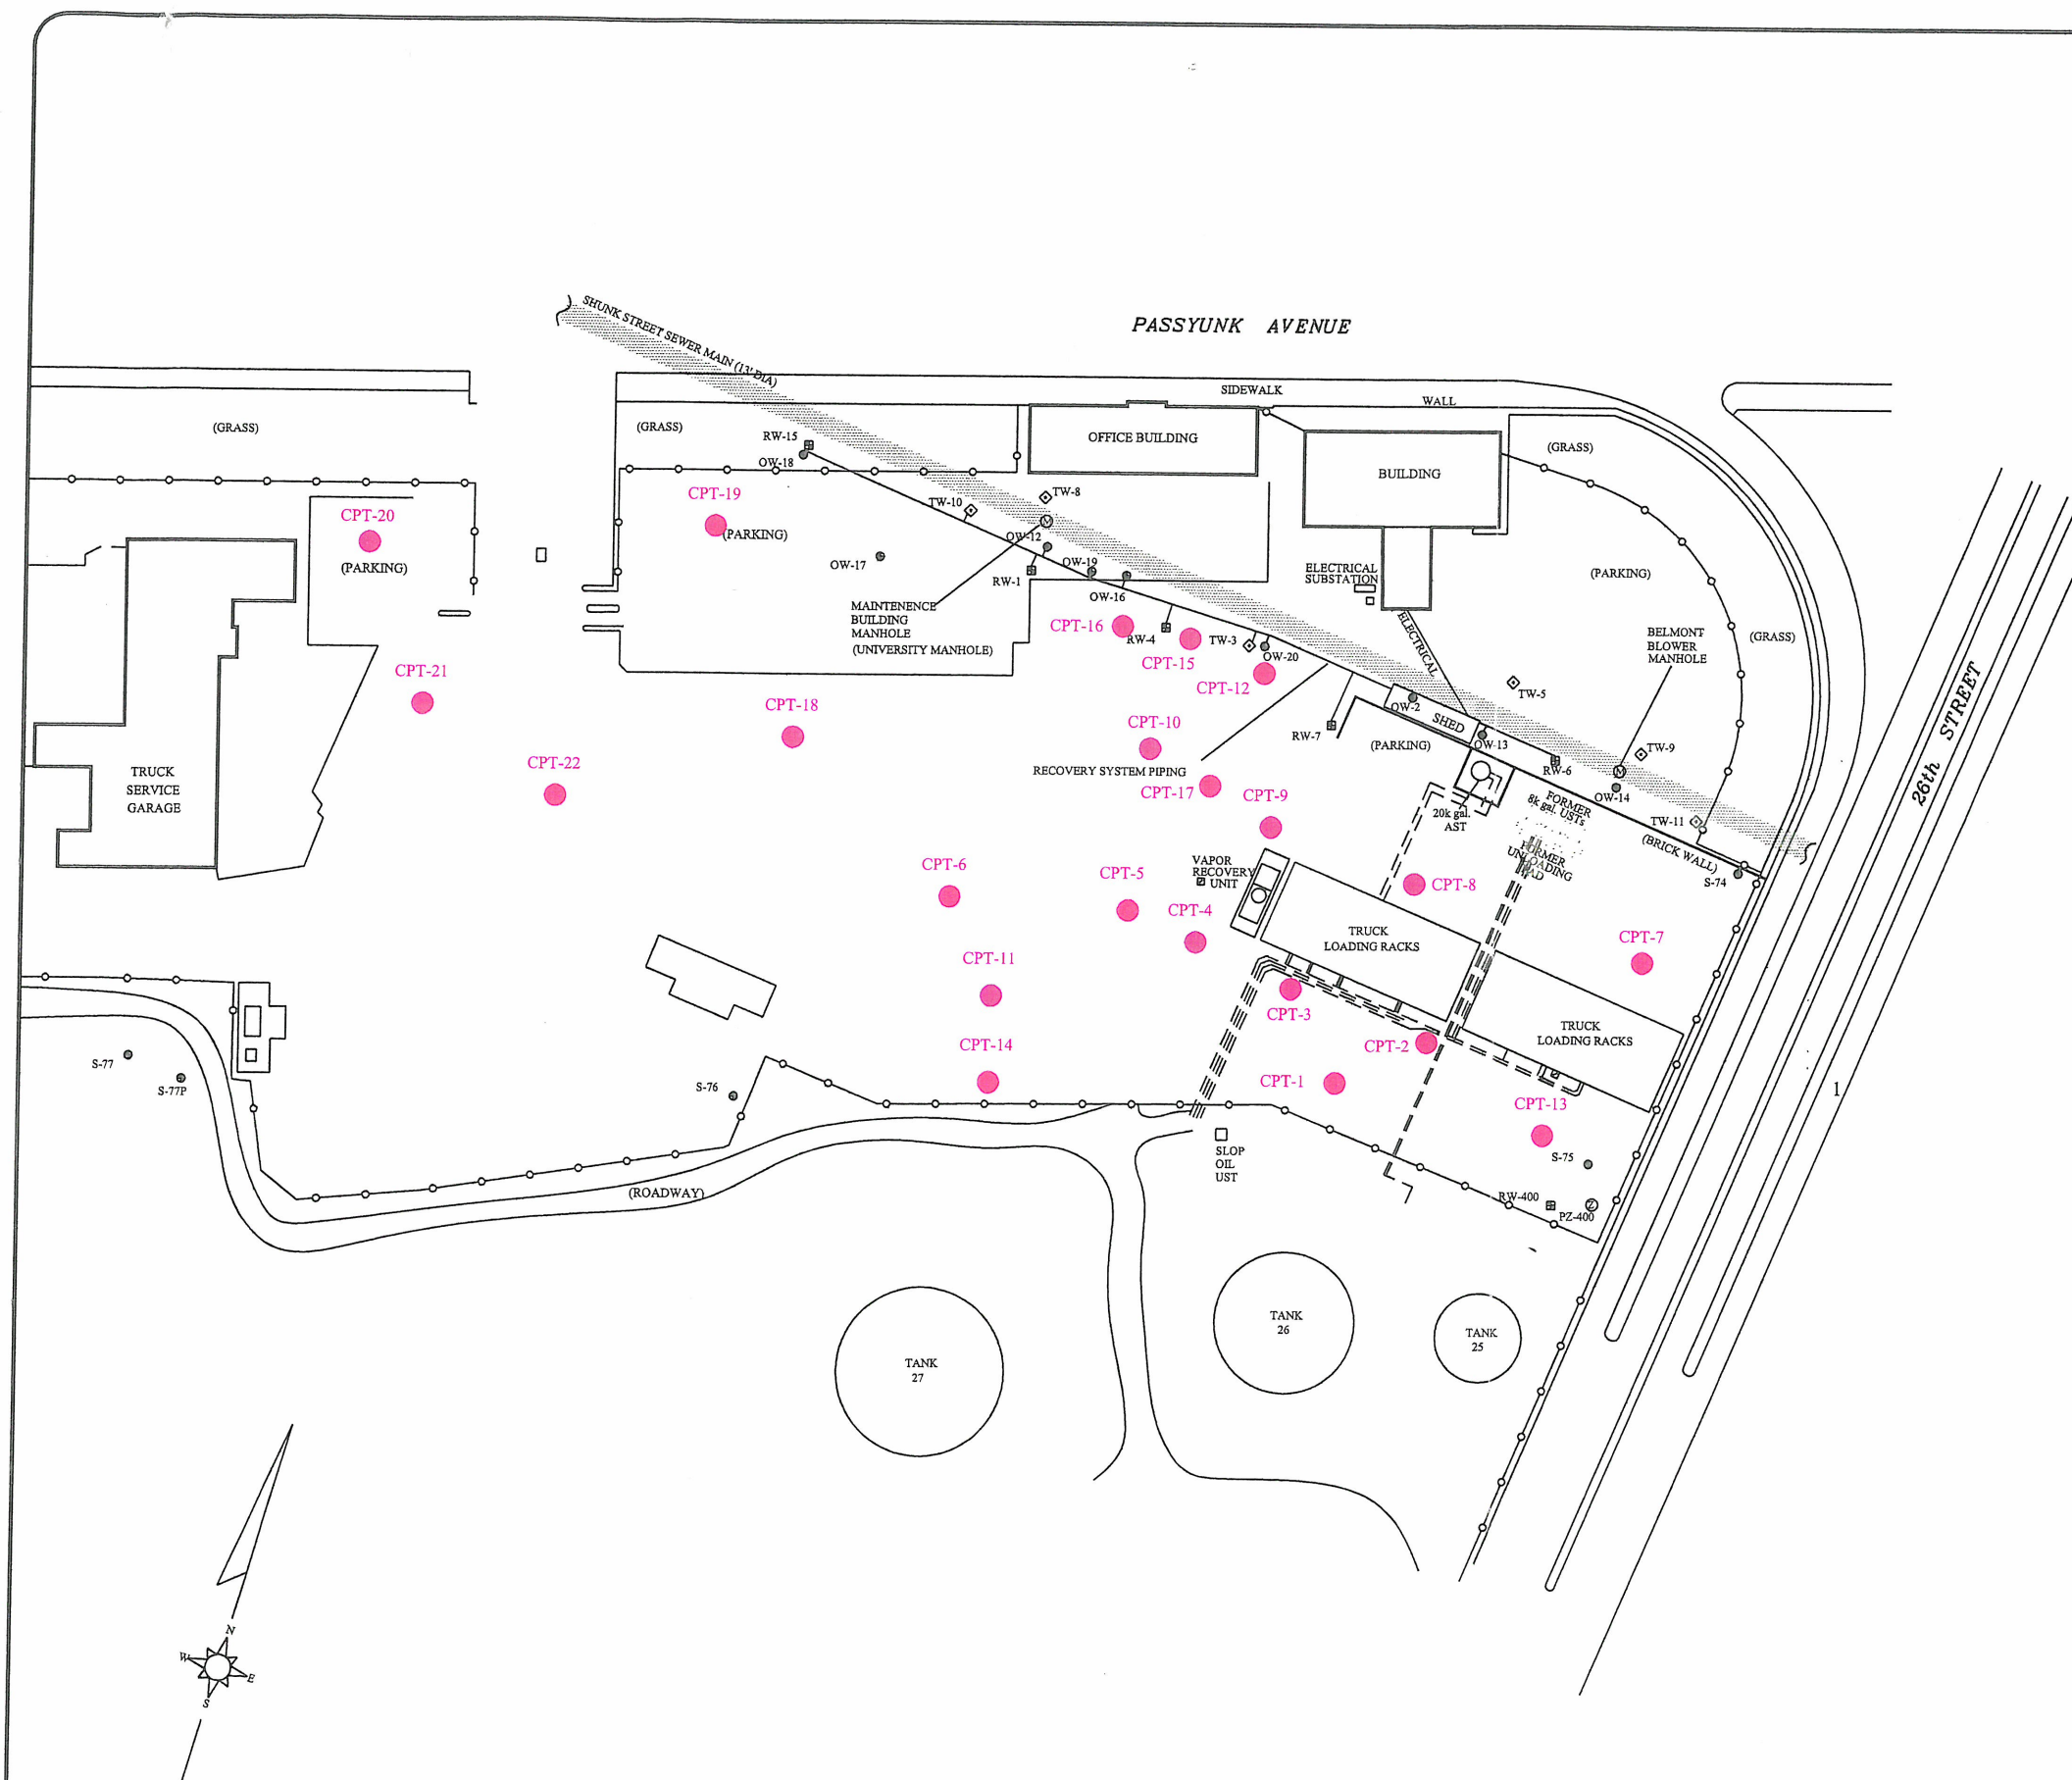 SHUNK STREET SEWER MAIN (13' DIA)
PASSYUNK AVENUE
SIDEWALK
WALL
(GRASS)
(GRASS)
RW-15
OW-18
OFFICE BUILDING
BUILDING
(GRASS)
CPT-19
(PARKING)
TW-10
TW-8
M
OW-12
CPT-20
(PARKING)
OW-17
RW-1
OW-19
OW-16
ELECTRICAL
SUBSTATION
(PARKING)
MAINTENENCE
BUILDING
MANHOLE
(UNIVERSITY MANHOLE)
CPT-16
RW-4
CPT-15
TW-3
OW-20
CPT-12
ELECTRICAL
BELMONT
BLOWER
MANHOLE
(GRASS)
CPT-21
CPT-18
CPT-10
RW-7
OW-2
SHED
TW-5
(PARKING)
OW-13
TW-9
RW-6
M
OW-14
26th STREET
CPT-22
RECOVERY SYSTEM PIPING
CPT-17
CPT-9
TRUCK
SERVICE
GARAGE
20k gal.
AST
FORMER
8k gal. USTs
TW-11
(BRICK WALL)
FORMER
UNLOADING
PAD
S-74
CPT-6
CPT-5
VAPOR
RECOVERY
UNIT
CPT-8
CPT-4
TRUCK
LOADING RACKS
CPT-7
CPT-11
CPT-3
CPT-2
TRUCK
LOADING RACKS
CPT-14
CPT-1
S-77
S-77P
S-76
1
CPT-13
S-75
SLOP
OIL
UST
(ROADWAY)
RW-400
Z
PZ-400
TANK
26
TANK
25
TANK
27
N
W
E
S